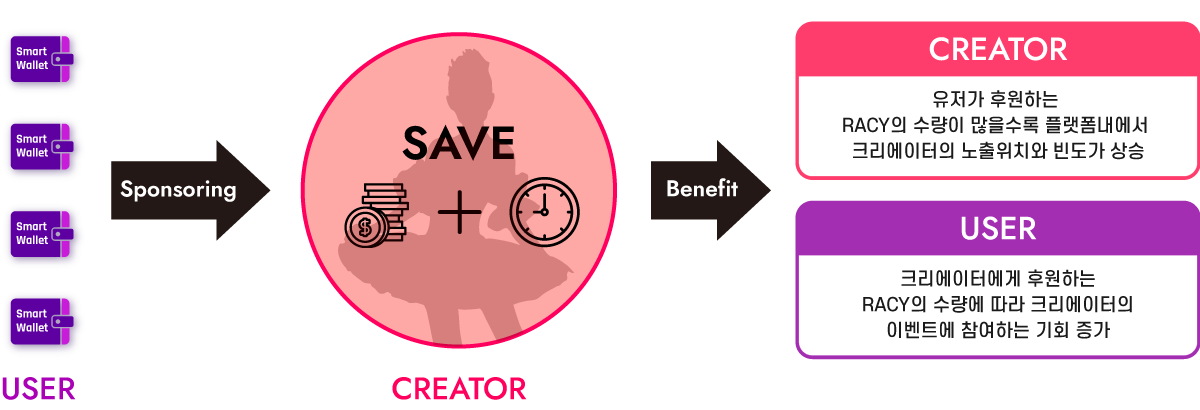 Smart
Wallet
Smart
Wallet
Smart
Wallet
Smart
Wallet
USER
Sponsoring
SAVE
$
+
CREATOR
Benefit
CREATOR
유저가 후원하는
RACY의 수량이 많을수록 플랫폼내에서
크리에이터의 노출위치와 빈도가 상승
USER
크리에이터에게 후원하는
RACY의 수량에 따라 크리에이터의
이벤트에 참여하는 기회 증가